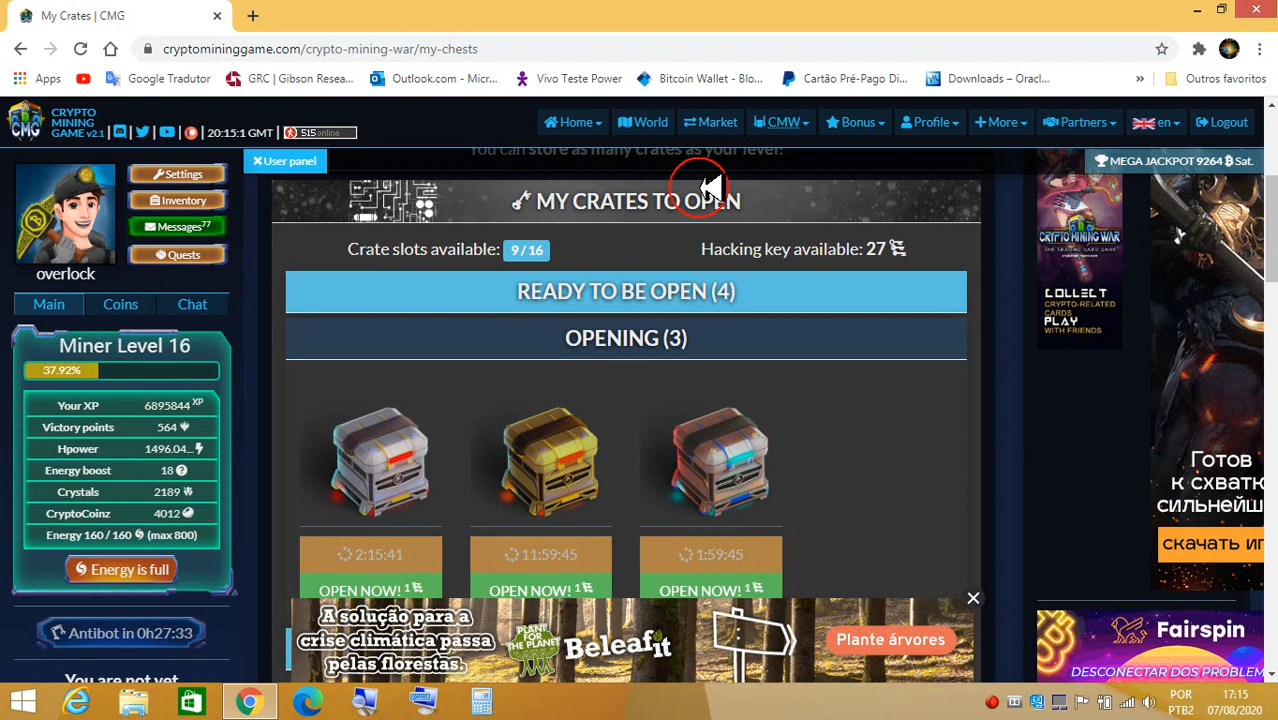 My Crates | CMG
cryptomininggame.com/crypto-mining-war/my-chests
Apps
Google Tradutor
GRC | Gibson Resea...
Outlook.com - Micr...
Vivo Teste Power
Bitcoin Wallet - Blo...
Cartão Pré-Pago Di...
Downloads – Oracl...
»
Outros favoritos
CMG
CRYPTO
MINING
GAME v2.1
20:15:1 GMT
515 online
Home
World
Market
CMW
Bonus
Profile
More
Partners
en
Logout
User panel
You can store as many crates as your level!
MEGA JACKPOT 9264 Sat.
Settings
Inventory
Messages 77
Quests
overlock
Main
Coins
Chat
Miner Level 16
37.92%
Your XP 6895844 XP
Victory points 564
Hpower 1496.04...
Energy boost 18
Crystals 2189
CryptoCoinz 4012
Energy 160 / 160 (max 800)
Energy is full
Antibot in 0h27:33
You are not yet
MY CRATES TO OPEN
Crate slots available: 9 / 16
Hacking key available: 27
READY TO BE OPEN (4)
OPENING (3)
2:15:41
11:59:45
1:59:45
OPEN NOW! 1
OPEN NOW! 1
OPEN NOW! 1
A solução para a
crise climática passa
pelas florestas.
PLANT
FOR THE
PLANET
Beleafit
Plante árvores
CRYPTO MINING WAR
COLLECT
CRYPTO-RELATED
CARDS
PLAY
WITH FRIENDS
Готов
к схватк
сильнейш
СКАЧАТЬ ИГ
Fairspin
DESCONECTAR DOS PROBLEM
POR
PTB2
17:15
07/08/2020